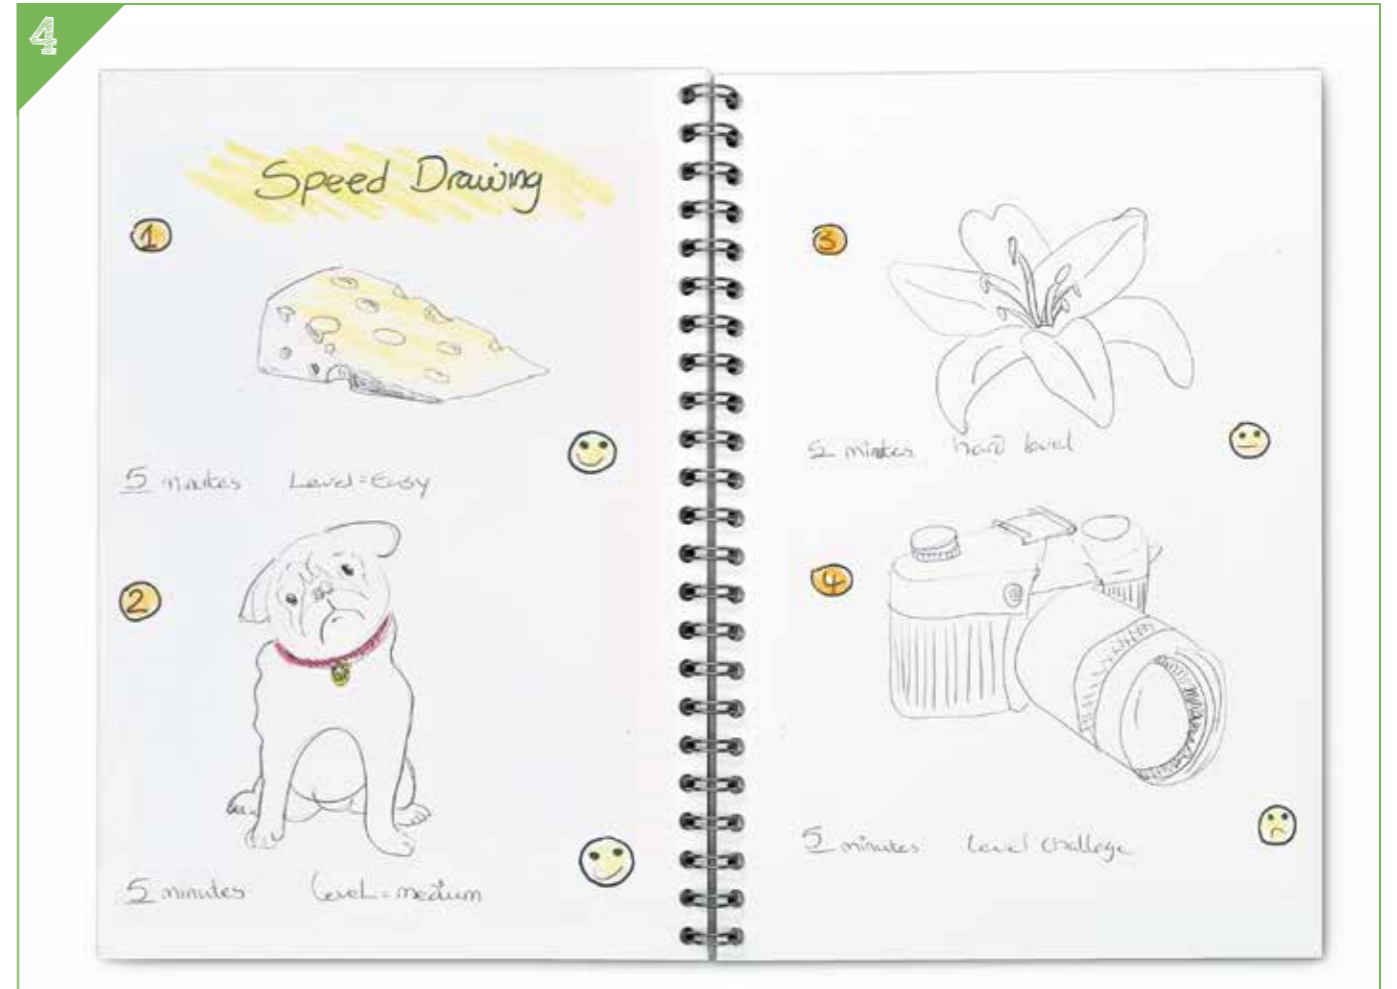 4
Speed Drawing
1
5 minutes Level = Easy
2
5 minutes Level = medium
3
5 minutes hard level
4
5 minutes Level challege